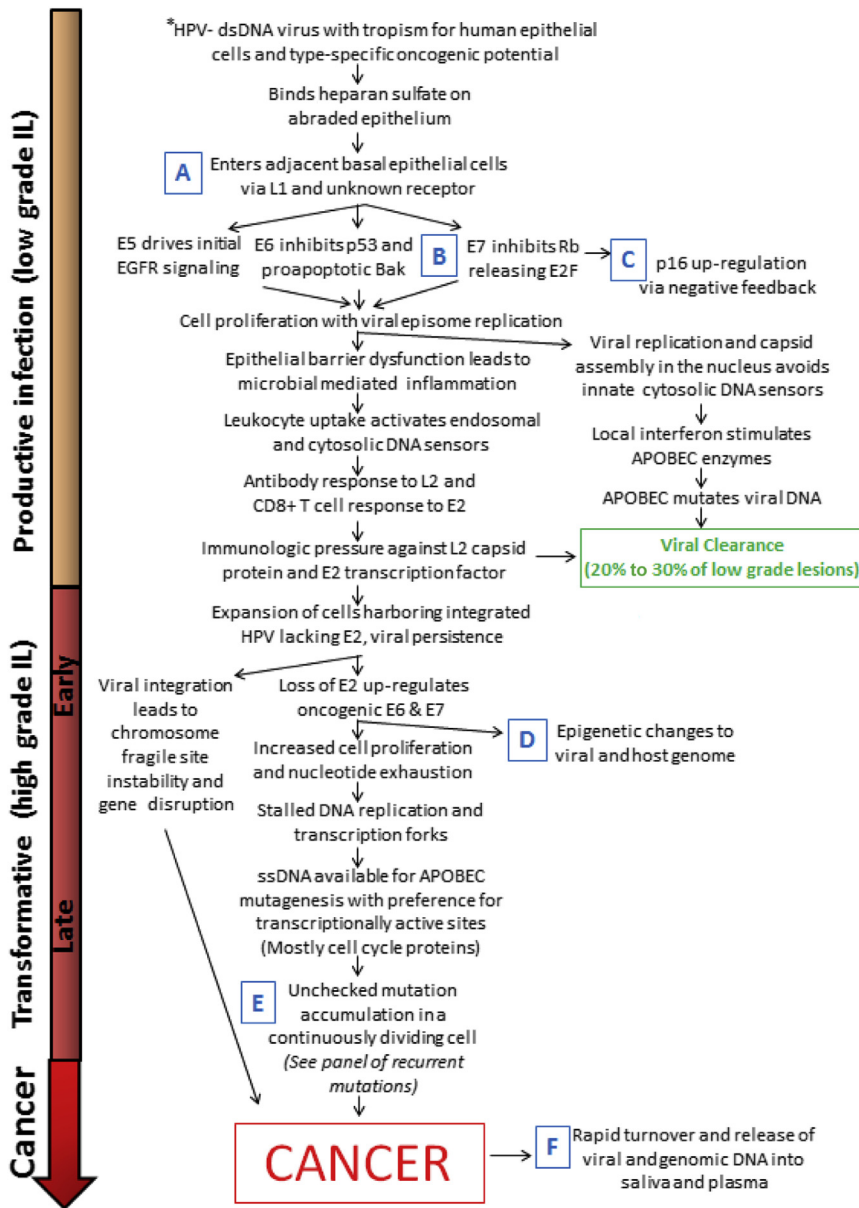 Productive infection (low grade IL)
Transformative (high grade IL)
Early
Late
Cancer
*HPV- dsDNA virus with tropism for human epithelial
cells and type-specific oncogenic potential
Binds heparan sulfate on
abraded epithelium
A
Enters adjacent basal epithelial cells
via L1 and unknown receptor
E5 drives initial
EGFR signaling
E6 inhibits p53 and
proapoptotic Bak
B
E7 inhibits Rb
releasing E2F
C
p16 up-regulation
via negative feedback
Cell proliferation with viral episome replication
Epithelial barrier dysfunction leads to
microbial mediated inflammation
Viral replication and capsid
assembly in the nucleus avoids
innate cytosolic DNA sensors
Leukocyte uptake activates endosomal
and cytosolic DNA sensors
Local interferon stimulates
APOBEC enzymes
Antibody response to L2 and
CD8+ T cell response to E2
APOBEC mutates viral DNA
Immunologic pressure against L2 capsid
protein and E2 transcription factor
Viral Clearance
(20% to 30% of low grade lesions)
Expansion of cells harboring integrated
HPV lacking E2, viral persistence
Viral integration
leads to
chromosome
fragile site
instability and
gene disruption
Loss of E2 up-regulates
oncogenic E6 & E7
D
Epigenetic changes to
viral and host genome
Increased cell proliferation
and nucleotide exhaustion
Stalled DNA replication and
transcription forks
ssDNA available for APOBEC
mutagenesis with preference for
transcriptionally active sites
(Mostly cell cycle proteins)
E
Unchecked mutation
accumulation in a
continuously dividing cell
(See panel of recurrent
mutations)
CANCER
F
Rapid turnover and release of
viral and genomic DNA into
saliva and plasma